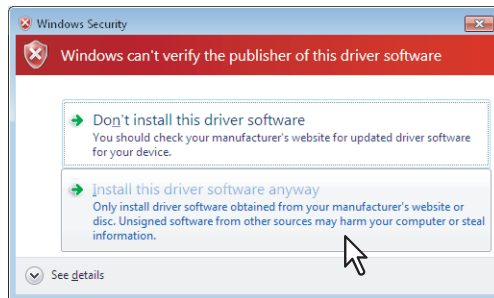 Windows Security
Windows can't verify the publisher of this driver software
Don't install this driver software
You should check your manufacturer's website for updated driver software
for your device.
Install this driver software anyway
Only install driver software obtained from your manufacturer's website or
disc. Unsigned software from other sources may harm your computer or steal
information.
See details